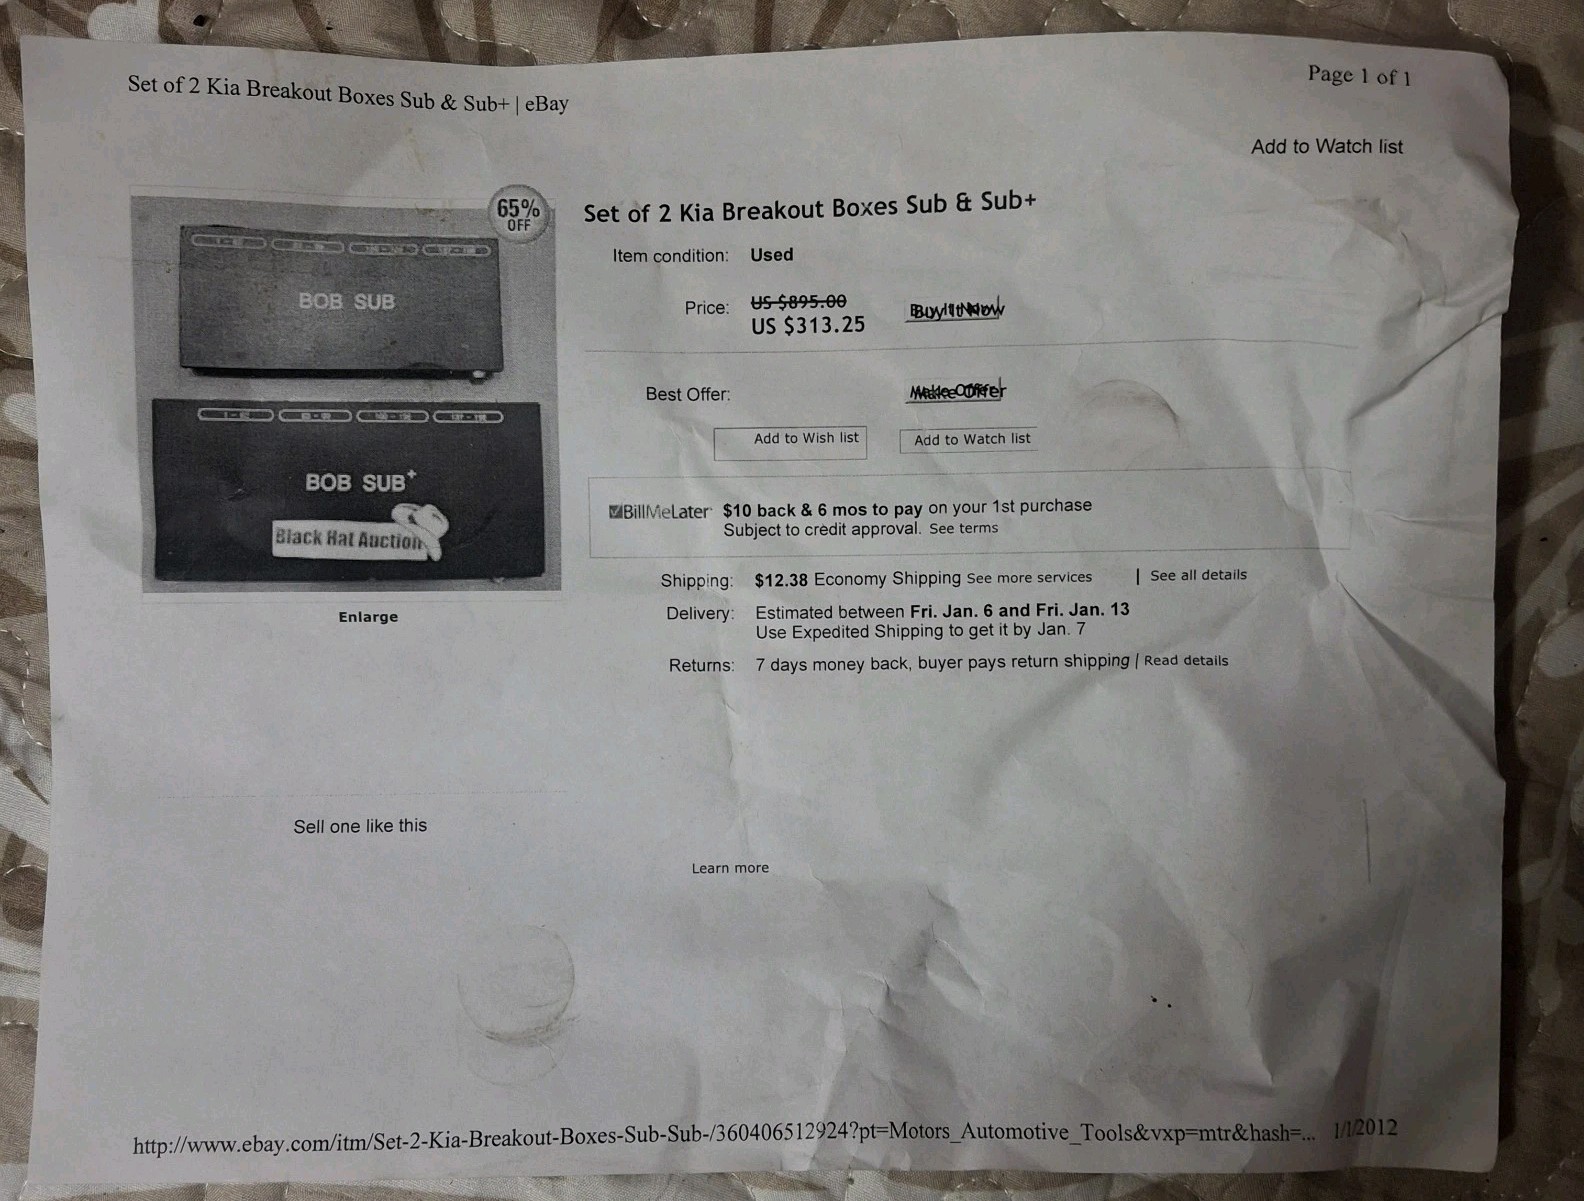 Set of 2 Kia Breakout Boxes Sub & Sub+ | eBay
Page 1 of 1
Add to Watch list
65%
OFF
BOB SUB
1 - 62
63 - 99
137 - 198
BOB SUB+
Black Hat Auction
Enlarge
Set of 2 Kia Breakout Boxes Sub & Sub+
Item condition: Used
Price: US $895.00
US $313.25
Buy It Now
Best Offer:
Make Offer
Add to Wish list
Add to Watch list
BillMeLater $10 back & 6 mos to pay on your 1st purchase
Subject to credit approval. See terms
Shipping: $12.38 Economy Shipping See more services | See all details
Delivery: Estimated between Fri. Jan. 6 and Fri. Jan. 13
Use Expedited Shipping to get it by Jan. 7
Returns: 7 days money back, buyer pays return shipping | Read details
Sell one like this
Learn more
http://www.ebay.com/itm/Set-2-Kia-Breakout-Boxes-Sub-Sub-/360406512924?pt=Motors_Automotive_Tools&vxp=mtr&hash=... 1/1/2012